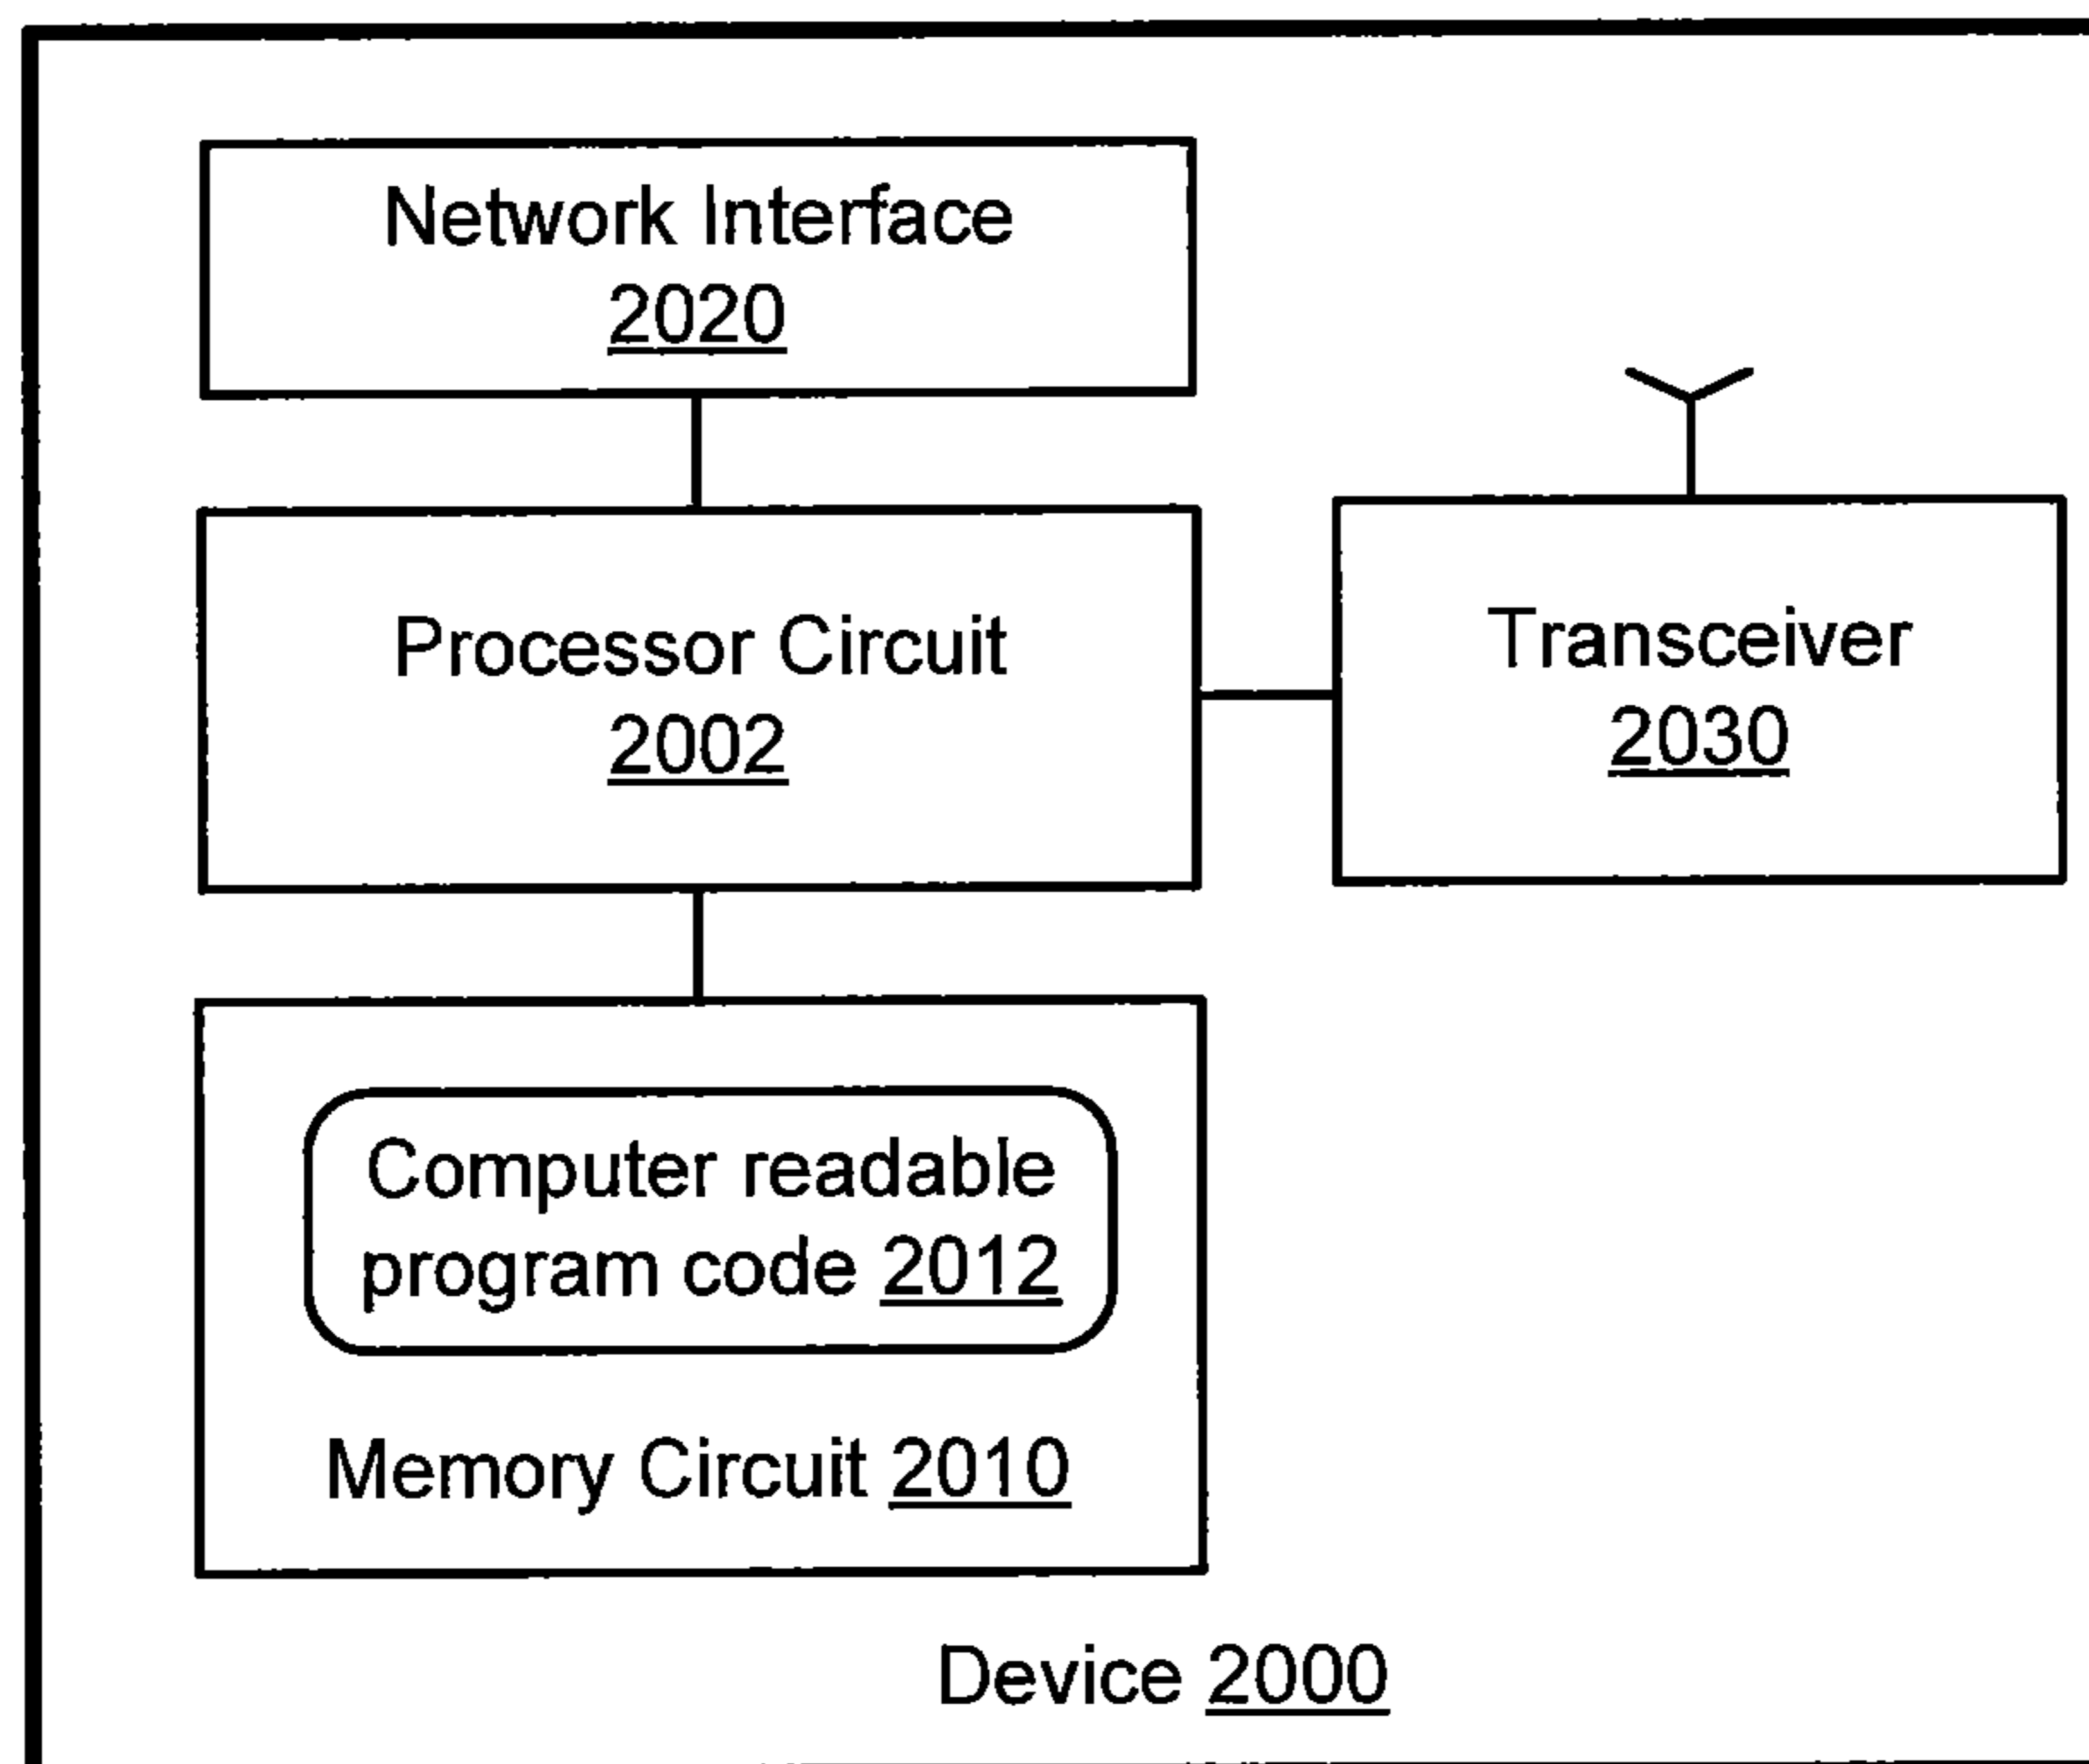 Network Interface
2020
Processor Circuit
2002
Transceiver
2030
Computer readable
program code 2012
Memory Circuit 2010
Device 2000